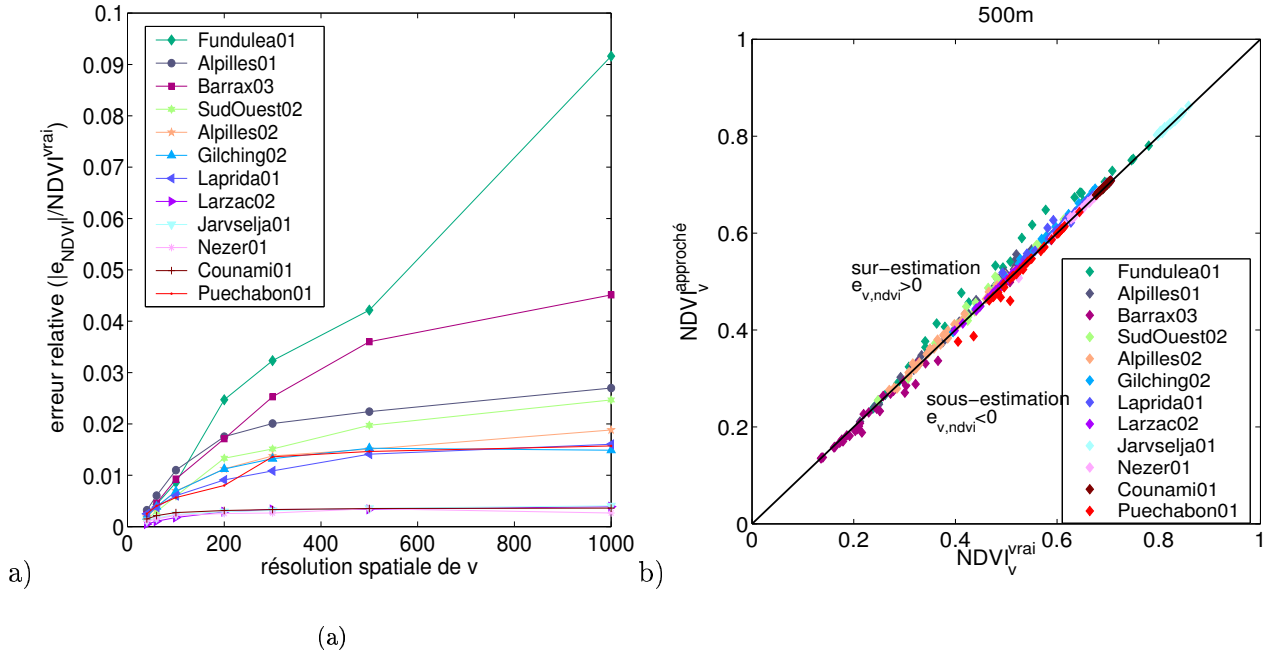 0.1
0.09
0.08
0.07
0.06
0.05
0.04
0.03
0.02
0.01
0
erreur relative (|e_NDVI|/NDVI^vrai)
Fundulea01
Alpilles01
Barrax03
SudOuest02
Alpilles02
Gilching02
Laprida01
Larzac02
Jarvselja01
Nezer01
Counami01
Puechabon01
0 200 400 600 800 1000
résolution spatiale de v
a)
500m
1
0.8
0.6
0.4
0.2
0
NDVI_v^approché
sur−estimation
e_v,ndvi>0
sous−estimation
e_v,ndvi<0
Fundulea01
Alpilles01
Barrax03
SudOuest02
Alpilles02
Gilching02
Laprida01
Larzac02
Jarvselja01
Nezer01
Counami01
Puechabon01
0 0.2 0.4 0.6 0.8 1
NDVI_v^vrai
b)
(a)